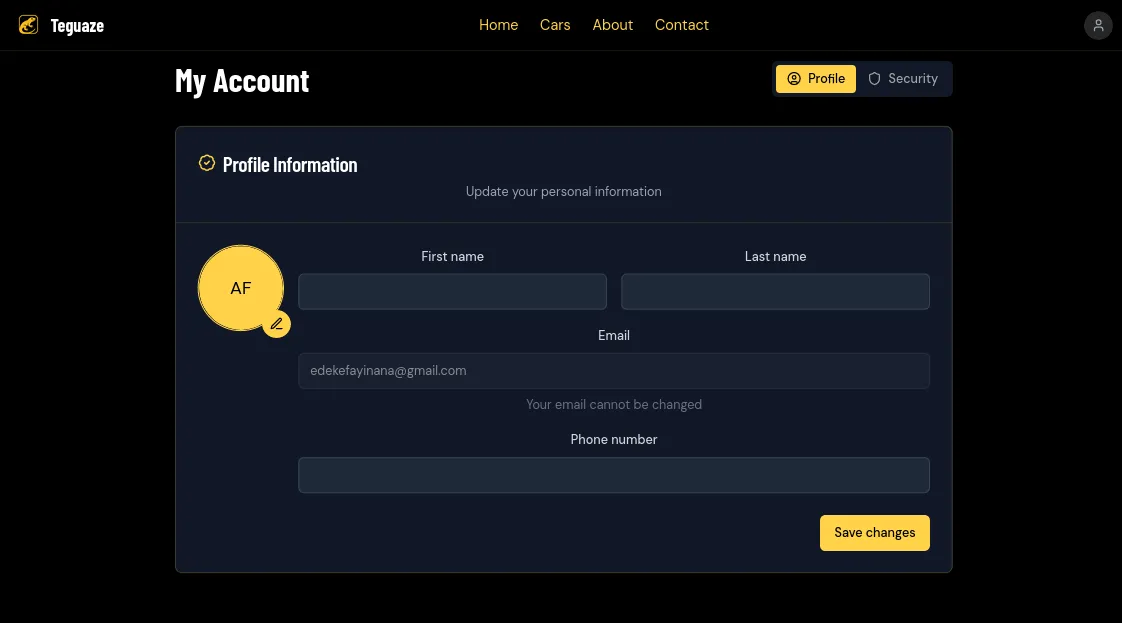 Teguaze
Home Cars About Contact
My Account
Profile Security
Profile Information
Update your personal information
AF
First name Last name
Email
edekefayinana@gmail.com
Your email cannot be changed
Phone number
Save changes